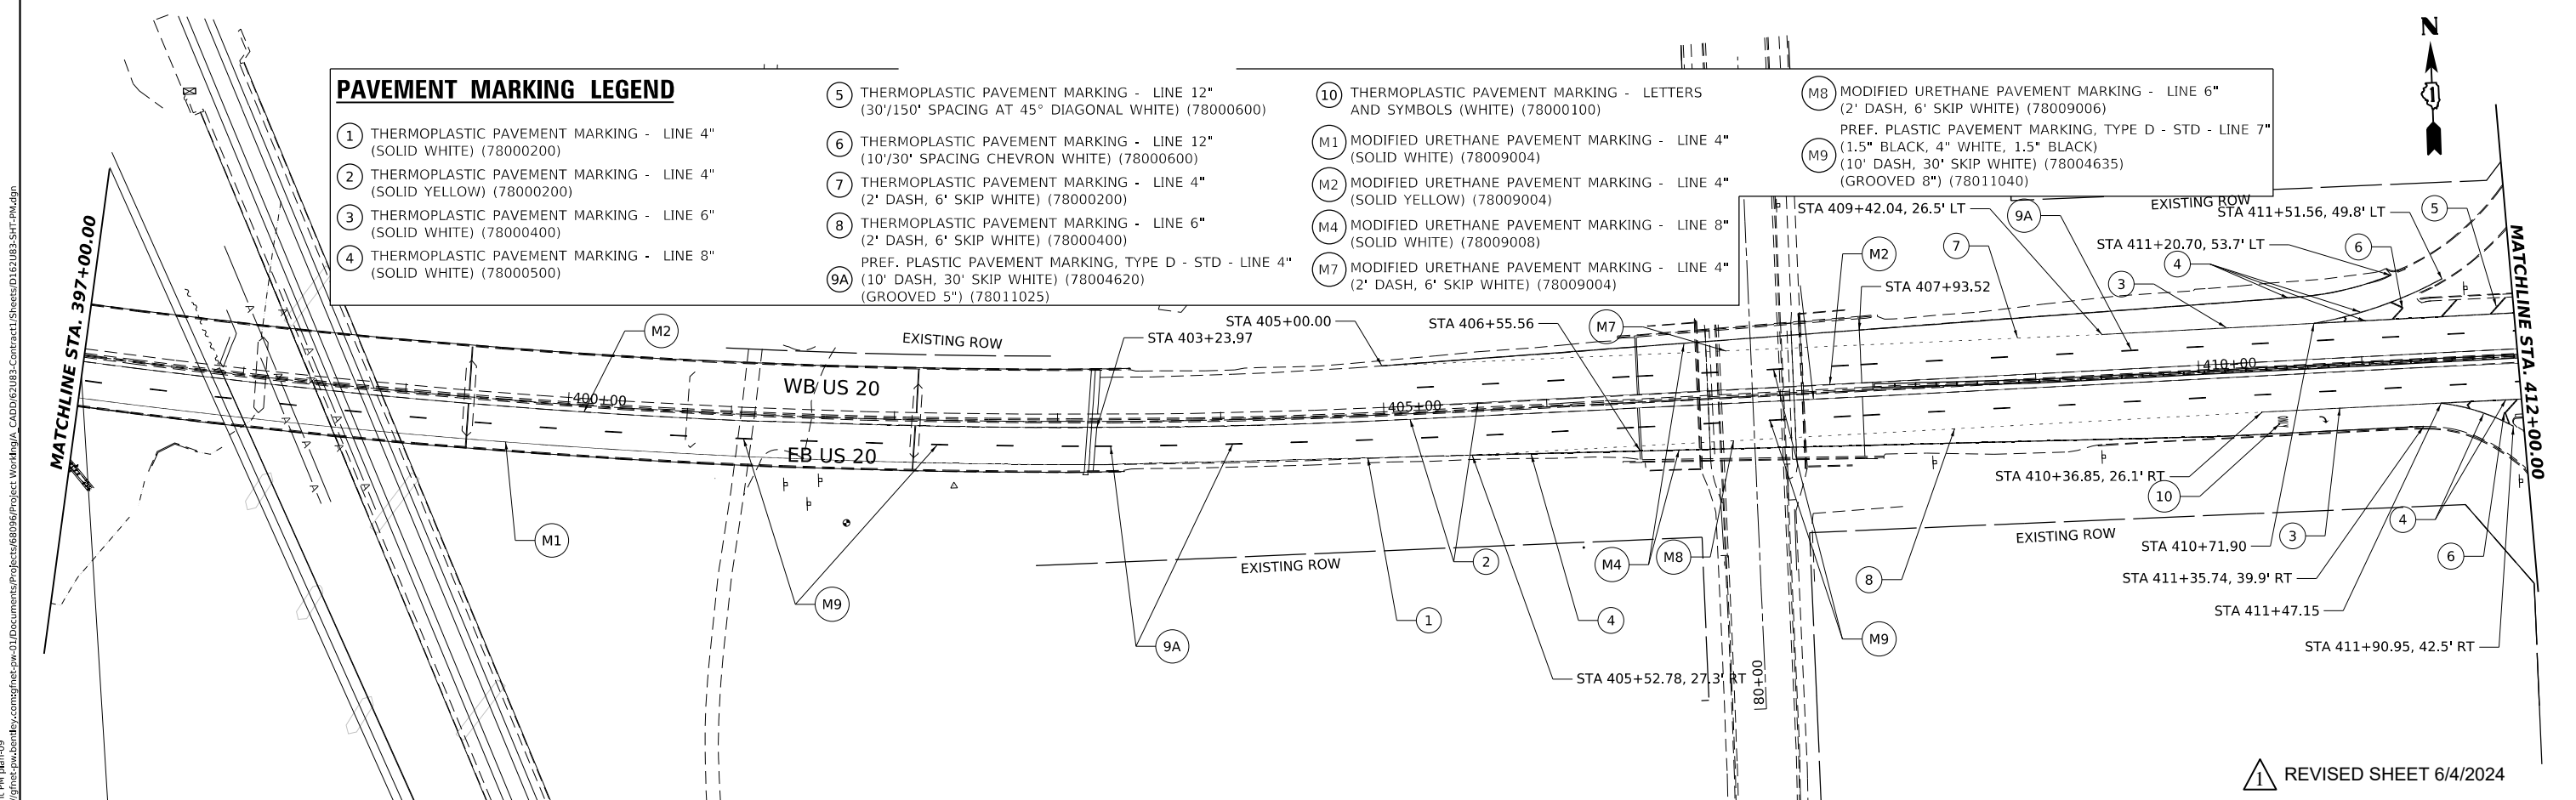 N
1
PAVEMENT MARKING LEGEND
1 THERMOPLASTIC PAVEMENT MARKING - LINE 4"
(SOLID WHITE) (78000200)
2 THERMOPLASTIC PAVEMENT MARKING - LINE 4"
(SOLID YELLOW) (78000200)
3 THERMOPLASTIC PAVEMENT MARKING - LINE 6"
(SOLID WHITE) (78000400)
4 THERMOPLASTIC PAVEMENT MARKING - LINE 8"
(SOLID WHITE) (78000500)
5 THERMOPLASTIC PAVEMENT MARKING - LINE 12"
(30'/150' SPACING AT 45° DIAGONAL WHITE) (78000600)
6 THERMOPLASTIC PAVEMENT MARKING - LINE 12"
(10'/30' SPACING CHEVRON WHITE) (78000600)
7 THERMOPLASTIC PAVEMENT MARKING - LINE 4"
(2' DASH, 6' SKIP WHITE) (78000200)
8 THERMOPLASTIC PAVEMENT MARKING - LINE 6"
(2' DASH, 6' SKIP WHITE) (78000400)
9A PREF. PLASTIC PAVEMENT MARKING, TYPE D - STD - LINE 4"
(10' DASH, 30' SKIP WHITE) (78004620)
(GROOVED 5") (78011025)
10 THERMOPLASTIC PAVEMENT MARKING - LETTERS
AND SYMBOLS (WHITE) (78000100)
M1 MODIFIED URETHANE PAVEMENT MARKING - LINE 4"
(SOLID WHITE) (78009004)
M2 MODIFIED URETHANE PAVEMENT MARKING - LINE 4"
(SOLID YELLOW) (78009004)
M4 MODIFIED URETHANE PAVEMENT MARKING - LINE 8"
(SOLID WHITE) (78009008)
M7 MODIFIED URETHANE PAVEMENT MARKING - LINE 4"
(2' DASH, 6' SKIP WHITE) (78009004)
M8 MODIFIED URETHANE PAVEMENT MARKING - LINE 6"
(2' DASH, 6' SKIP WHITE) (78009006)
M9 PREF. PLASTIC PAVEMENT MARKING, TYPE D - STD - LINE 7"
(1.5" BLACK, 4" WHITE, 1.5" BLACK)
(10' DASH, 30' SKIP WHITE) (78004635)
(GROOVED 8") (78011040)
MATCHLINE STA. 397+00.00
MATCHLINE STA. 412+00.00
EXISTING ROW
STA 409+42.04, 26.5' LT
9A
STA 411+51.56, 49.8' LT
5
M2
7
STA 411+20.70, 53.7' LT
6
4
STA 407+93.52
3
M2
EXISTING ROW
STA 403+23.97
STA 405+00.00
STA 406+55.56
M7
410+00
WB US 20
400+00
405+00
EB US 20
STA 410+36.85, 26.1' RT
10
4
M1
EXISTING ROW
EXISTING ROW
STA 410+71.90
3
M4
M8
2
6
8
STA 411+35.74, 39.9' RT
M9
1
4
STA 411+47.15
M9
9A
STA 411+90.95, 42.5' RT
STA 405+52.78, 27.3' RT
80+00
1 REVISED SHEET 6/4/2024